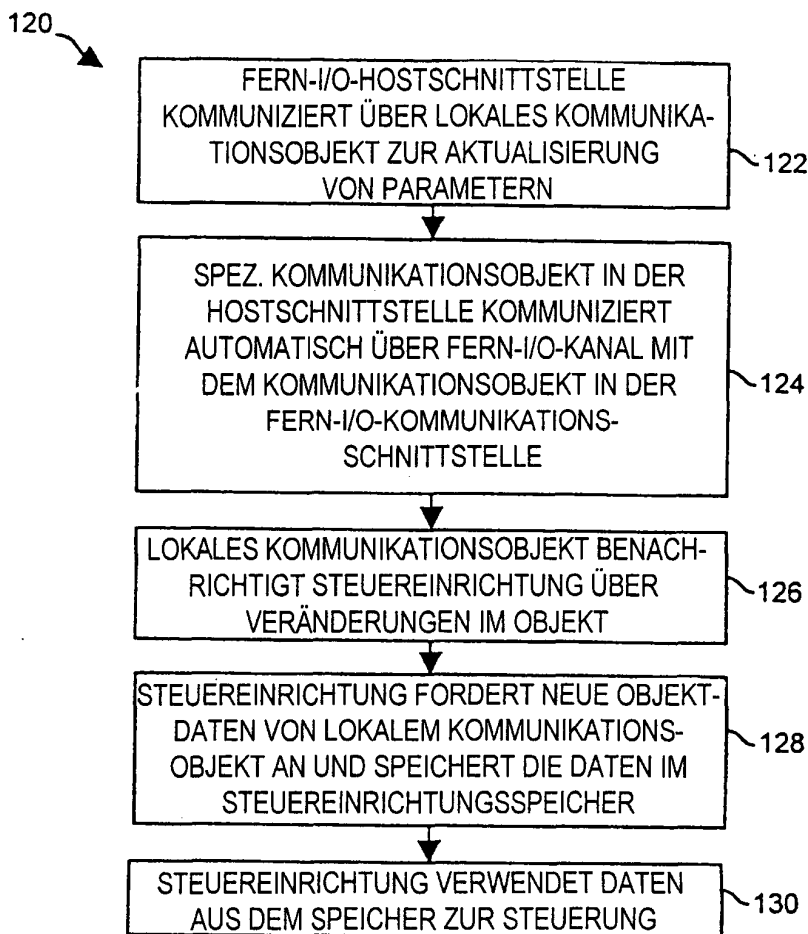 120
FERN-I/O-HOSTSCHNITTSTELLE
KOMMUNIZIERT ÜBER LOKALES KOMMUNIKA-
TIONSOBJEKT ZUR AKTUALISIERUNG
VON PARAMETERN
122
SPEZ. KOMMUNIKATIONSOBJEKT IN DER
HOSTSCHNITTSTELLE KOMMUNIZIERT
AUTOMATISCH ÜBER FERN-I/O-KANAL MIT
DEM KOMMUNIKATIONSOBJEKT IN DER
FERN-I/O-KOMMUNIKATIONS-
SCHNITTSTELLE
124
LOKALES KOMMUNIKATIONSOBJEKT BENACH-
RICHTIGT STEUEREINRICHTUNG ÜBER
VERÄNDERUNGEN IM OBJEKT
126
STEUEREINRICHTUNG FORDERT NEUE OBJEKT-
DATEN VON LOKALEM KOMMUNIKATIONS-
OBJEKT AN UND SPEICHERT DIE DATEN IM
STEUEREINRICHTUNGSSPEICHER
128
STEUEREINRICHTUNG VERWENDET DATEN
AUS DEM SPEICHER ZUR STEUERUNG
130